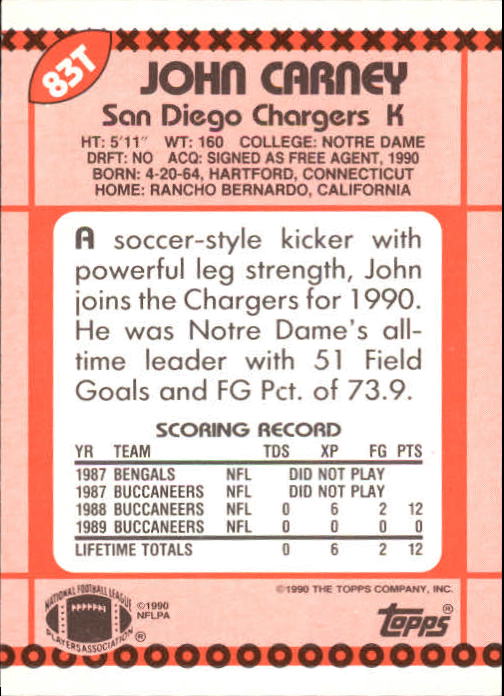 83T
JOHN CARNEY
San Diego Chargers K
HT: 5'11" WT: 160 COLLEGE: NOTRE DAME
DRFT: NO ACQ: SIGNED AS FREE AGENT, 1990
BORN: 4-20-64, HARTFORD, CONNECTICUT
HOME: RANCHO BERNARDO, CALIFORNIA
A soccer-style kicker with
powerful leg strength, John
joins the Chargers for 1990.
He was Notre Dame's all-
time leader with 51 Field
Goals and FG Pct. of 73.9.
SCORING RECORD
YR TEAM TDS XP FG PTS
1987 BENGALS NFL DID NOT PLAY
1987 BUCCANEERS NFL DID NOT PLAY
1988 BUCCANEERS NFL 0 6 2 12
1989 BUCCANEERS NFL 0 0 0 0
LIFETIME TOTALS 0 6 2 12
©1990 THE TOPPS COMPANY, INC.
NATIONAL FOOTBALL LEAGUE
PLAYERS ASSOCIATION ®
©1990
NFLPA
topps®